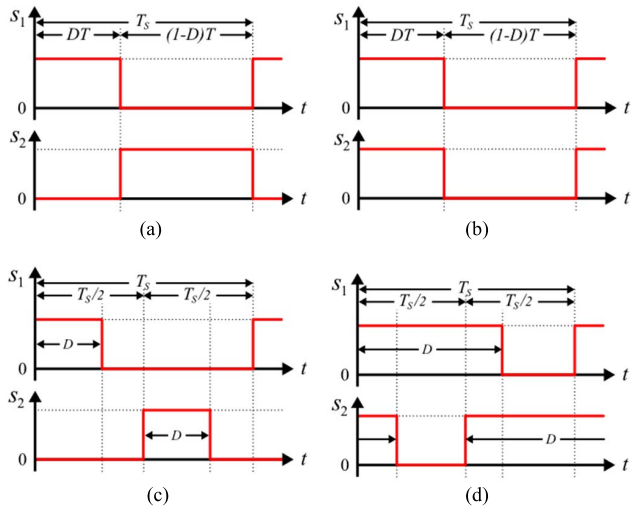 S1 TS
DT (1-D)T
0 t
S2
0 t
(a)
S1 TS
DT (1-D)T
0 t
S2
0 t
(b)
S1 TS
TS/2 TS/2
D
0 t
S2
D
0 t
(c)
S1 TS
TS/2 TS/2
D
0 t
S2
D
0 t
(d)